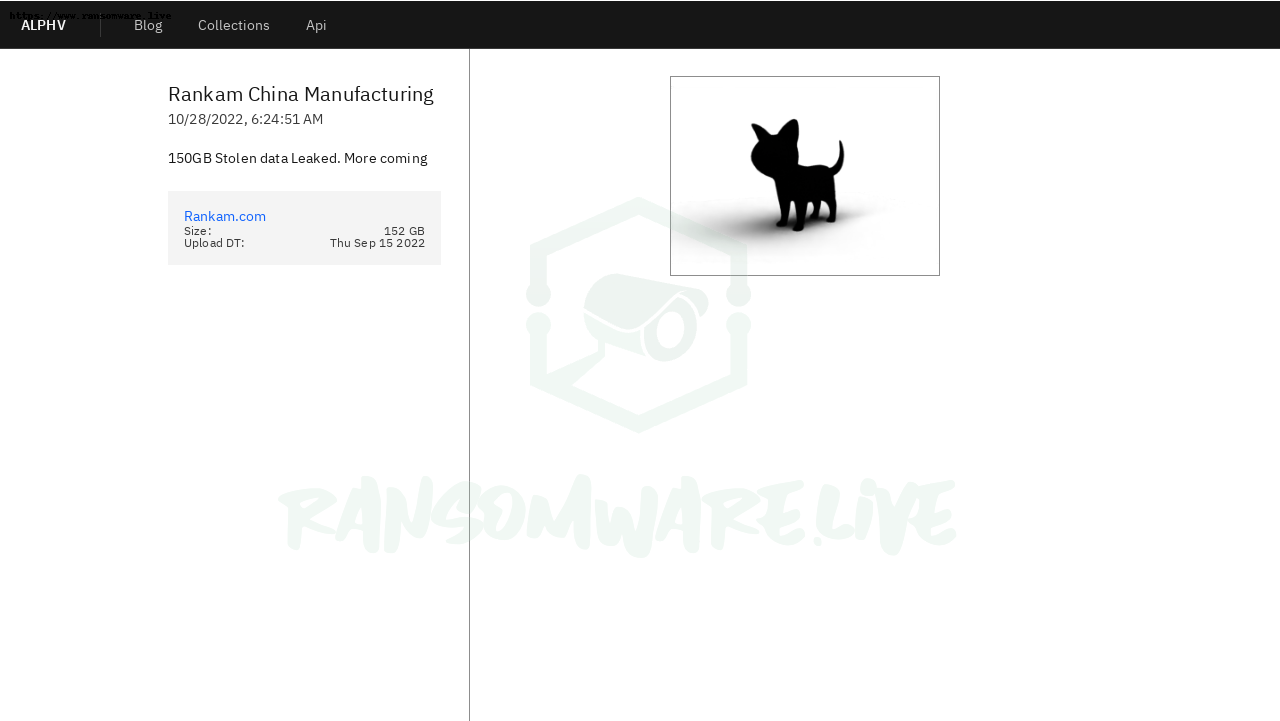 https://www.ransomware.live
ALPHV Blog Collections Api
Rankam China Manufacturing
10/28/2022, 6:24:51 AM
150GB Stolen data Leaked. More coming
Rankam.com
Size: 152 GB
Upload DT: Thu Sep 15 2022
RANSOMWARE.LIVE